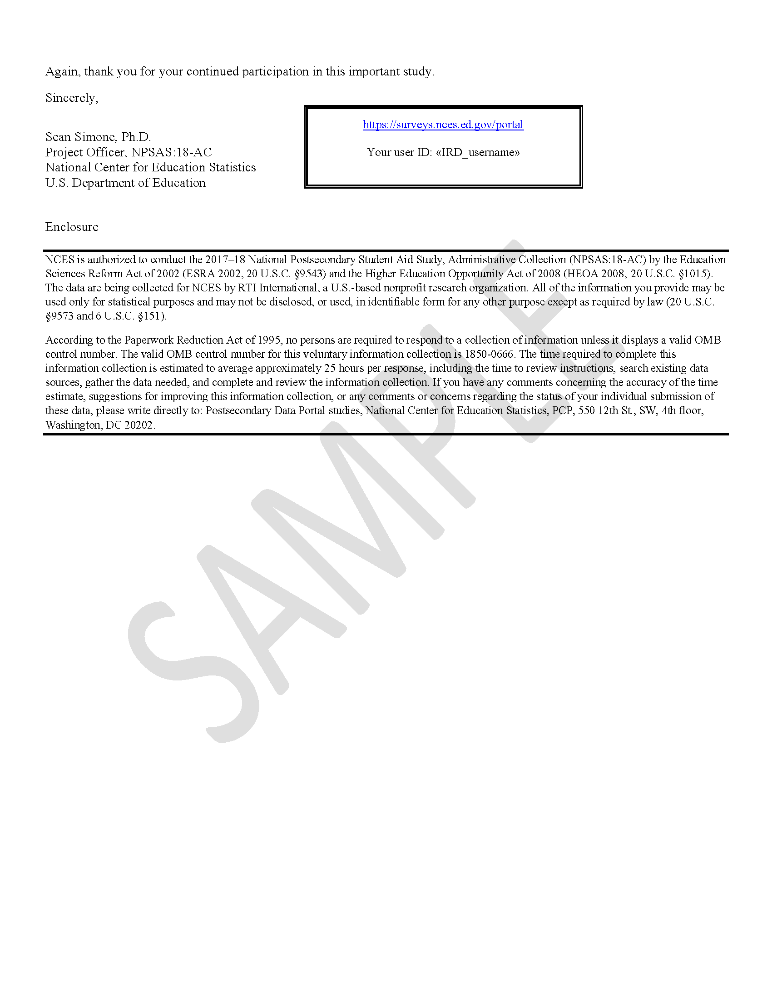 Again, thank you for your continued participation in this important study.
Sincerely,
Sean Simone, Ph.D.
Project Officer, NPSAS:18-AC
National Center for Education Statistics
U.S. Department of Education
https://surveys.nces.ed.gov/portal
Your user ID: «IRD_username»
Enclosure
NCES is authorized to conduct the 2017–18 National Postsecondary Student Aid Study, Administrative Collection (NPSAS:18-AC) by the Education
Sciences Reform Act of 2002 (ESRA 2002, 20 U.S.C. §9543) and the Higher Education Opportunity Act of 2008 (HEOA 2008, 20 U.S.C. §1015).
The data are being collected for NCES by RTI International, a U.S.-based nonprofit research organization. All of the information you provide may be
used only for statistical purposes and may not be disclosed, or used, in identifiable form for any other purpose except as required by law (20 U.S.C.
§9573 and 6 U.S.C. §151).
According to the Paperwork Reduction Act of 1995, no persons are required to respond to a collection of information unless it displays a valid OMB
control number. The valid OMB control number for this voluntary information collection is 1850-0666. The time required to complete this
information collection is estimated to average approximately 25 hours per response, including the time to review instructions, search existing data
sources, gather the data needed, and complete and review the information collection. If you have any comments concerning the accuracy of the time
estimate, suggestions for improving this information collection, or any comments or concerns regarding the status of your individual submission of
these data, please write directly to: Postsecondary Data Portal studies, National Center for Education Statistics, PCP, 550 12th St., SW, 4th floor,
Washington, DC 20202.
SAMPLE